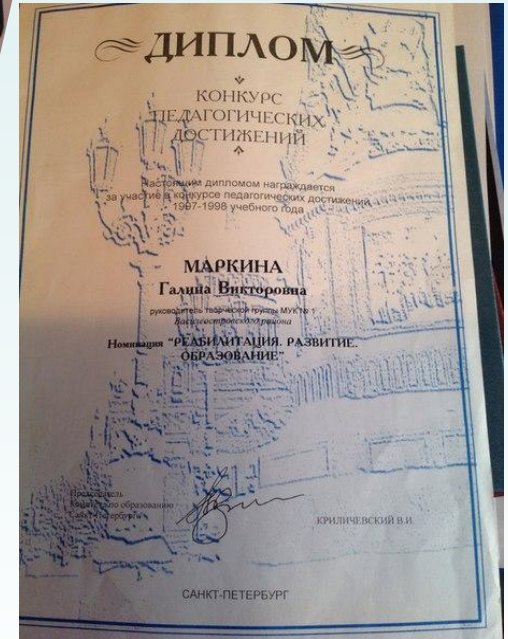 ДИПЛОМ
КОНКУРС
ПЕДАГОГИЧЕСКИХ
ДОСТИЖЕНИЙ
Настоящим дипломом награждается
за участие в конкурсе педагогических достижений
1997-1998 учебного года
МАРКИНА
Галина Викторовна
руководитель творческой группы МУК № 1
Василеостровского района
Номинация "РЕАБИЛИТАЦИЯ. РАЗВИТИЕ.
ОБРАЗОВАНИЕ"
Председатель
Комитета по образованию
Санкт-Петербурга
КРИЛИЧЕВСКИЙ В.И.
САНКТ-ПЕТЕРБУРГ